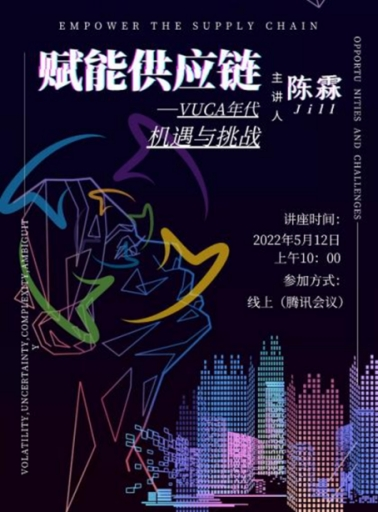 EMPOWER THE SUPPLY CHAIN
赋能供应链
—VUCA年代
机遇与挑战
主讲人
陈霖
Jill
OPPORTU NITIES AND CHALLENGES
讲座时间：
2022年5月12日
上午10：00
参加方式：
线上（腾讯会议）
VOLATILITY,UNCERTAINTY,COMPLEXITY,AMBIGUIT
Y